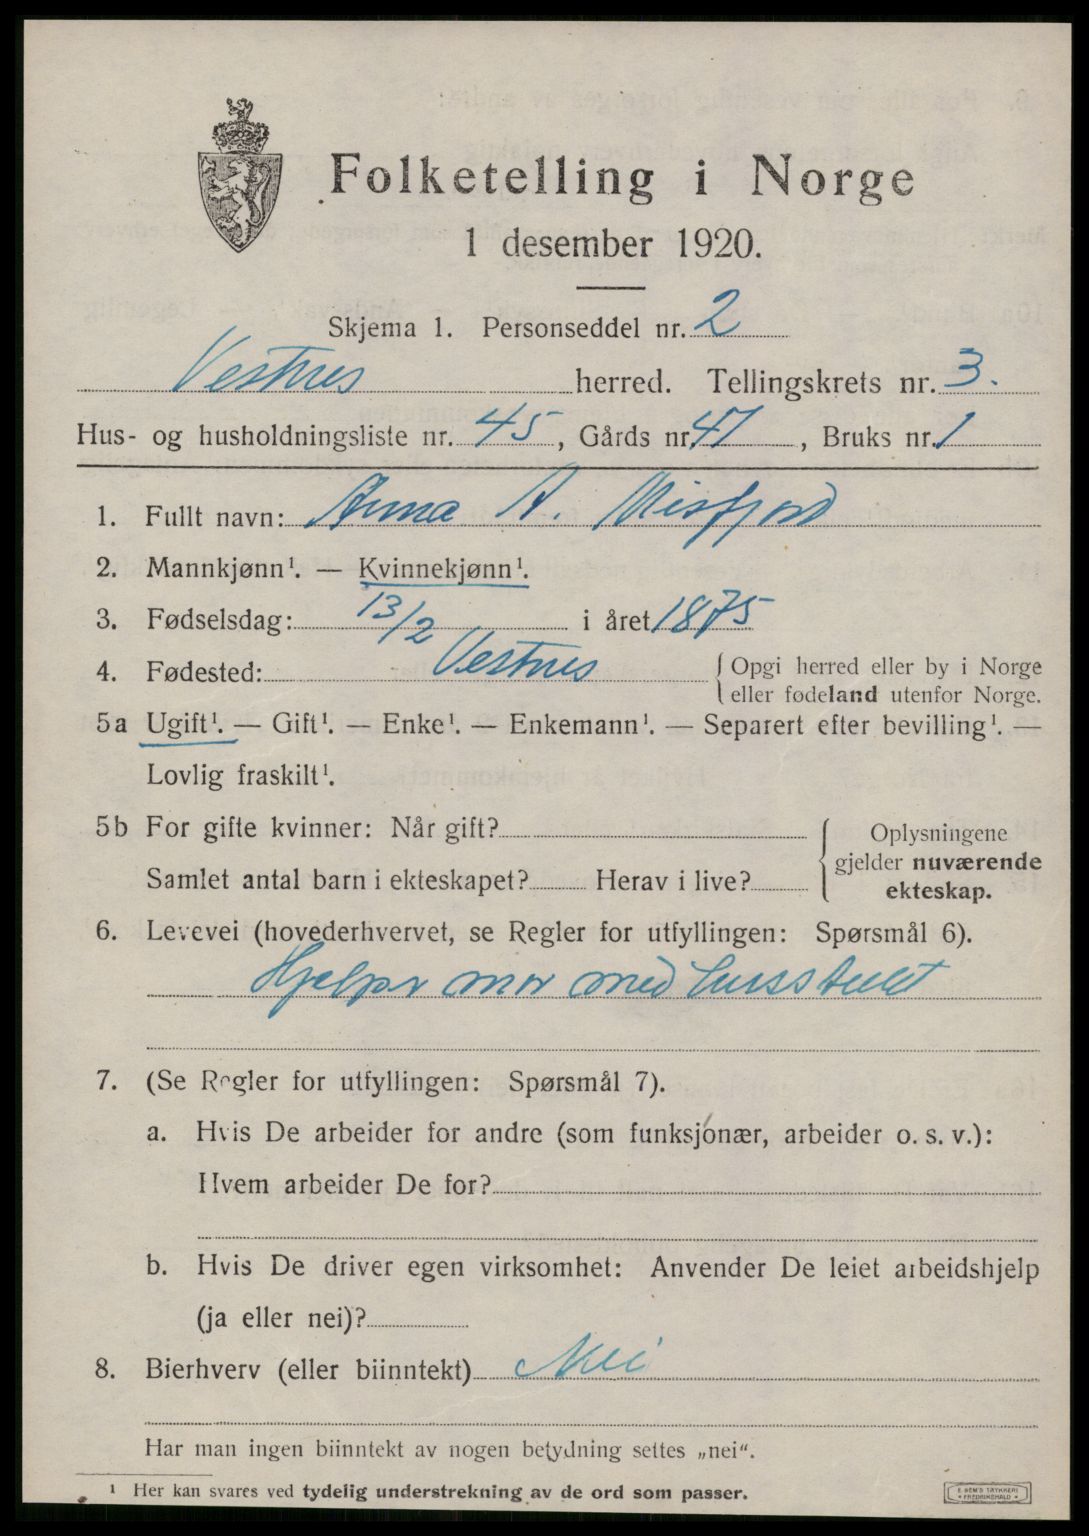 Folketelling i Norge
1 desember 1920.
Skjema 1. Personseddel nr. 2
Vestnes herred. Tellingskrets nr. 3.
Hus- og husholdningsliste nr. 45, Gårds nr. 47, Bruks nr. 1
1. Fullt navn: Anna A. Misfjord
2. Mannkjønn¹. — Kvinnekjønn¹.
3. Fødselsdag: 13/2 i året 1875
4. Fødested: Vestnes { Opgi herred eller by i Norge
eller fødeland utenfor Norge.
5a Ugift¹. — Gift¹. — Enke¹. — Enkemann¹. — Separert efter bevilling¹. —
Lovlig fraskilt¹.
5b For gifte kvinner: Når gift?
Samlet antal barn i ekteskapet? Herav i live?
{ Oplysningene
gjelder nuværende
ekteskap.
6. Levevei (hovederhvervet, se Regler for utfyllingen: Spørsmål 6).
Hjelper mor med husstellet
7. (Se Regler for utfyllingen: Spørsmål 7).
a. Hvis De arbeider for andre (som funksjonær, arbeider o. s. v.):
Hvem arbeider De for?
b. Hvis De driver egen virksomhet: Anvender De leiet arbeidshjelp
(ja eller nei)?
8. Bierhverv (eller biinntekt) Nei
Har man ingen biinntekt av nogen betydning settes „nei“.
¹ Her kan svares ved tydelig understrekning av de ord som passer.
E. SEM'S TRYKKERI
FREDRIKSHALD